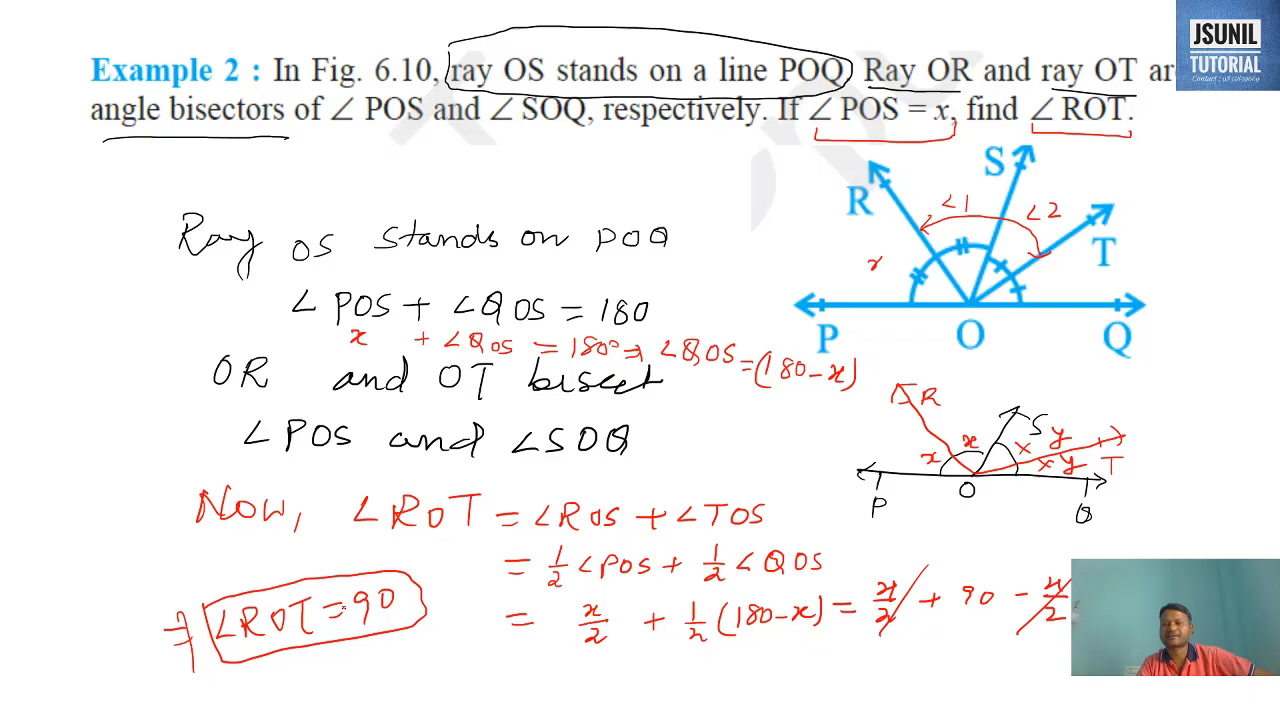 JSUNIL
TUTORIAL
Contact : 9835859669
Example 2 : In Fig. 6.10, ray OS stands on a line POQ. Ray OR and ray OT ar
angle bisectors of ∠ POS and ∠ SOQ, respectively. If ∠ POS = x, find ∠ ROT.
S
R
∠1
∠2
T
x
P
O
Q
Ray OS stands on POQ
∠POS + ∠QOS = 180
x + ∠QOS = 180° ⇒ ∠QOS = (180 - x)
OR and OT bisect
∠POS and ∠SOQ
R
S
x
x
x y
x y
T
P
O
Q
Now, ∠ROT = ∠ROS + ∠TOS
= 1/2 ∠POS + 1/2 ∠QOS
= x/2 + 1/2 (180 - x) = x/2 + 90 - x/2
⇒ ∠ROT = 90